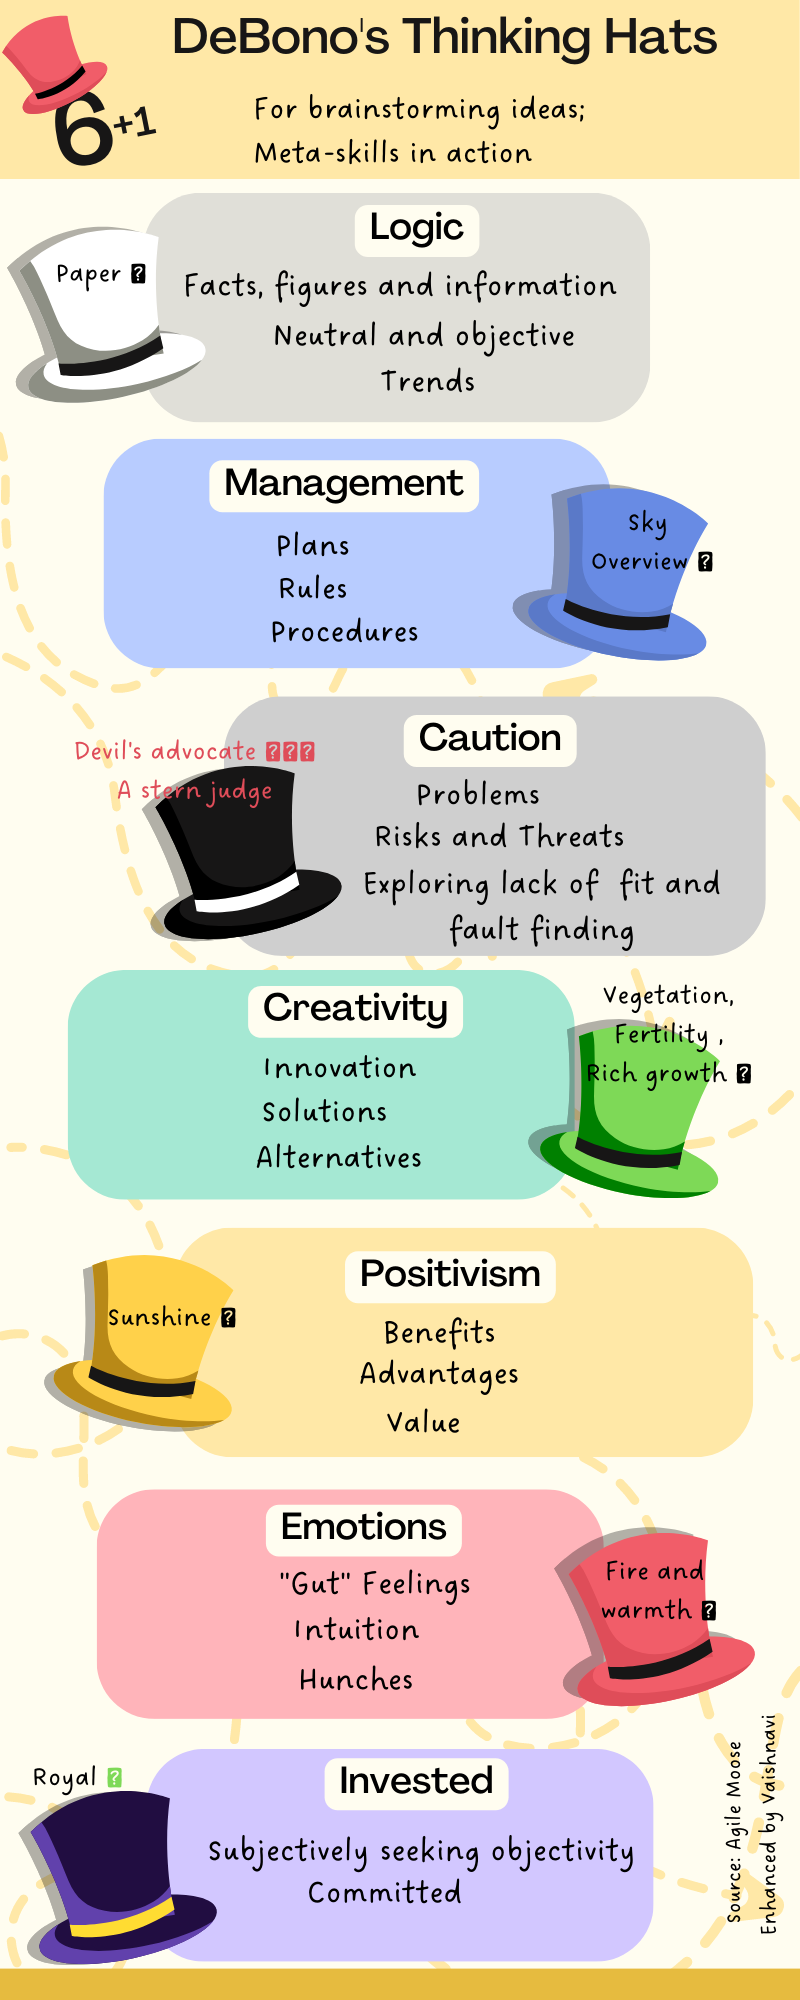 DeBono's Thinking Hats
6+1
For brainstorming ideas;
Meta-skills in action
Logic
Paper
Facts, figures and information
Neutral and objective
Trends
Management
Sky
Overview
Plans
Rules
Procedures
Devil's advocate
A stern judge
Caution
Problems
Risks and Threats
Exploring lack of fit and
fault finding
Creativity
Vegetation,
Fertility ,
Rich growth
Innovation
Solutions
Alternatives
Positivism
Sunshine
Benefits
Advantages
Value
Emotions
Fire and
warmth
"Gut" Feelings
Intuition
Hunches
Royal
Invested
Subjectively seeking objectivity
Committed
Source: Agile Moose
Enhanced by Vaishnavi